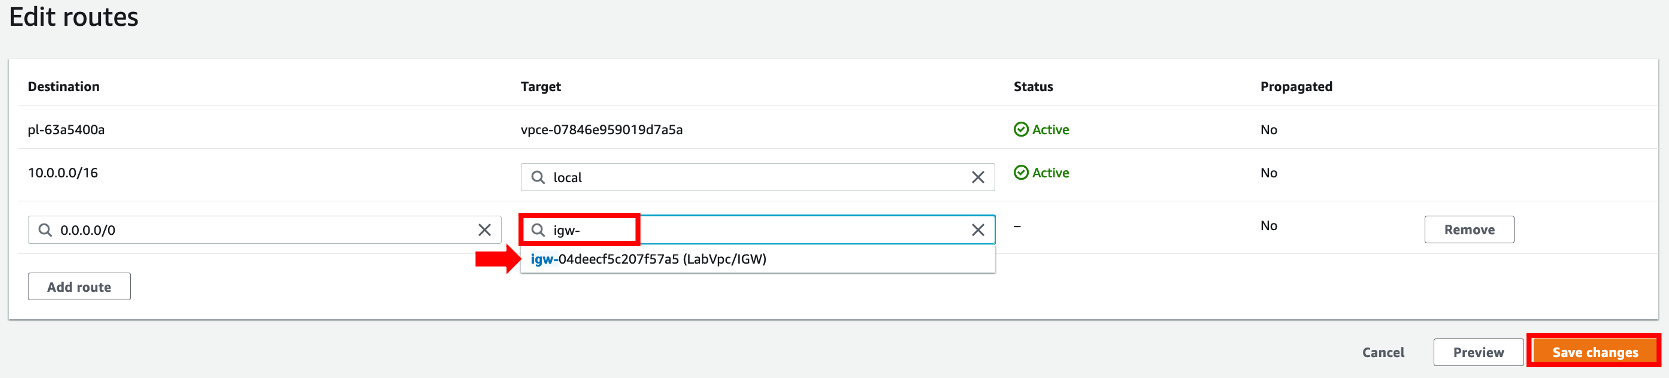 Edit routes
Destination Target Status Propagated
pl-63a5400a vpce-07846e959019d7a5a Active No
10.0.0.0/16 local Active No
0.0.0.0/0 igw- – No Remove
igw-04deecf5c207f57a5 (LabVpc/IGW)
Add route
Cancel Preview Save changes